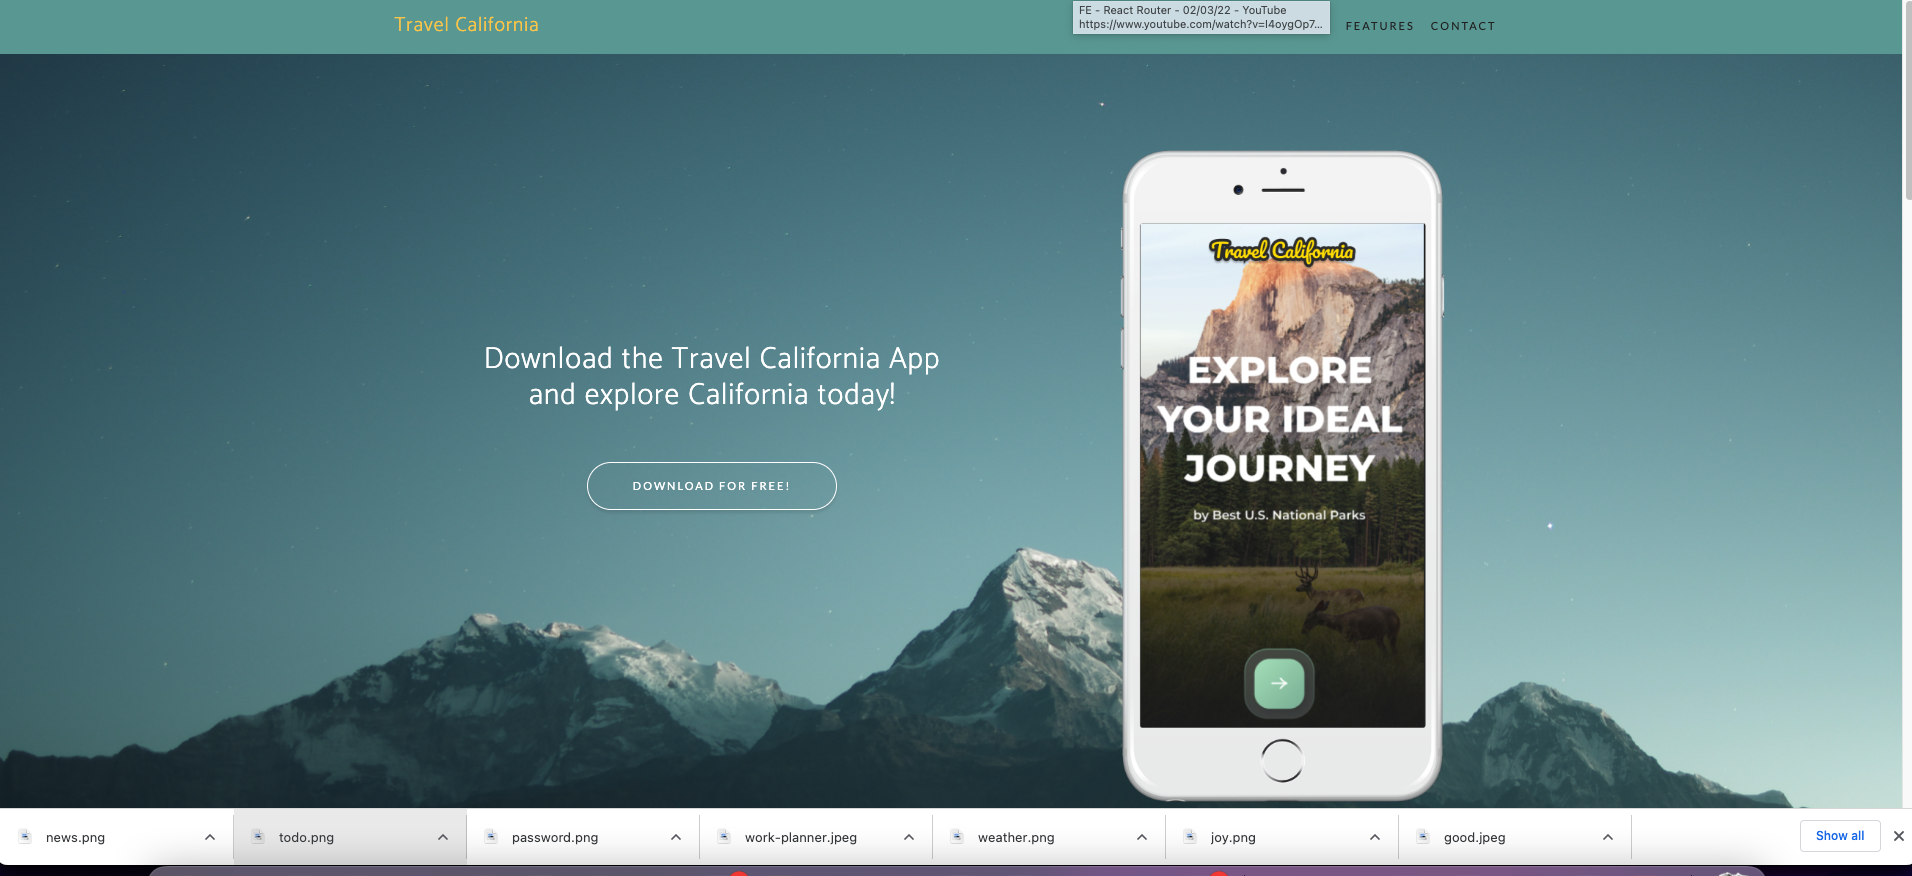 Travel California
FE - React Router - 02/03/22 - YouTube
https://www.youtube.com/watch?v=I4oygOp7...
FEATURES CONTACT
Travel California
EXPLORE
YOUR IDEAL
JOURNEY
by Best U.S. National Parks
Download the Travel California App
and explore California today!
DOWNLOAD FOR FREE!
news.png
todo.png
password.png
work-planner.jpeg
weather.png
joy.png
good.jpeg
Show all